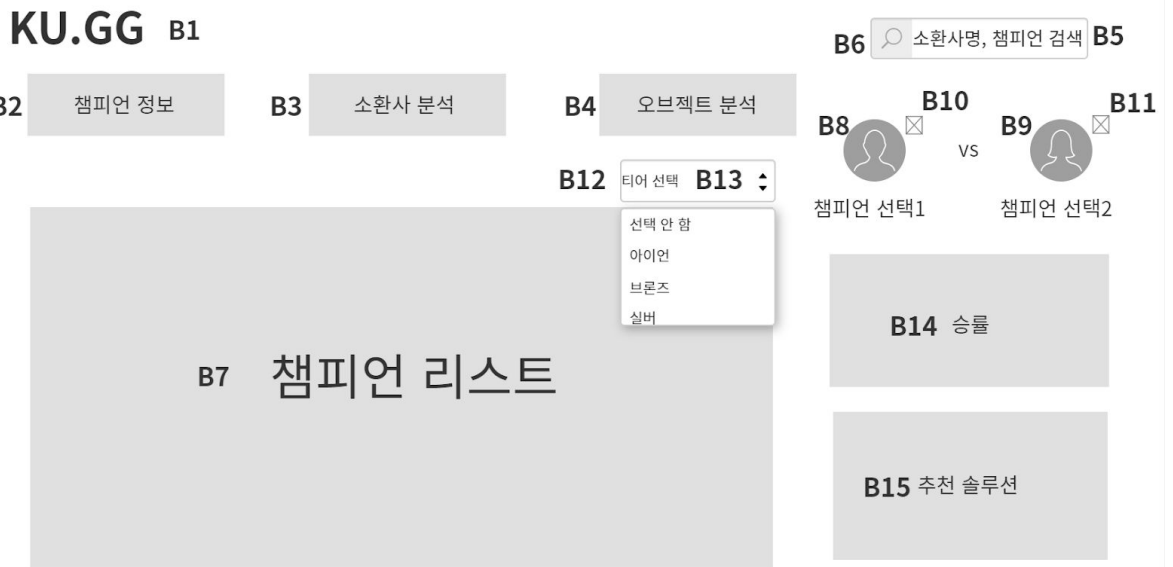 KU.GG B1
B6 소환사명, 챔피언 검색 B5
B2 챔피언 정보 B3 소환사 분석 B4 오브젝트 분석
B10 B11
B8 VS B9
챔피언 선택1 챔피언 선택2
B12 티어 선택 B13
선택 안 함
아이언
브론즈
실버
B7 챔피언 리스트
B14 승률
B15 추천 솔루션